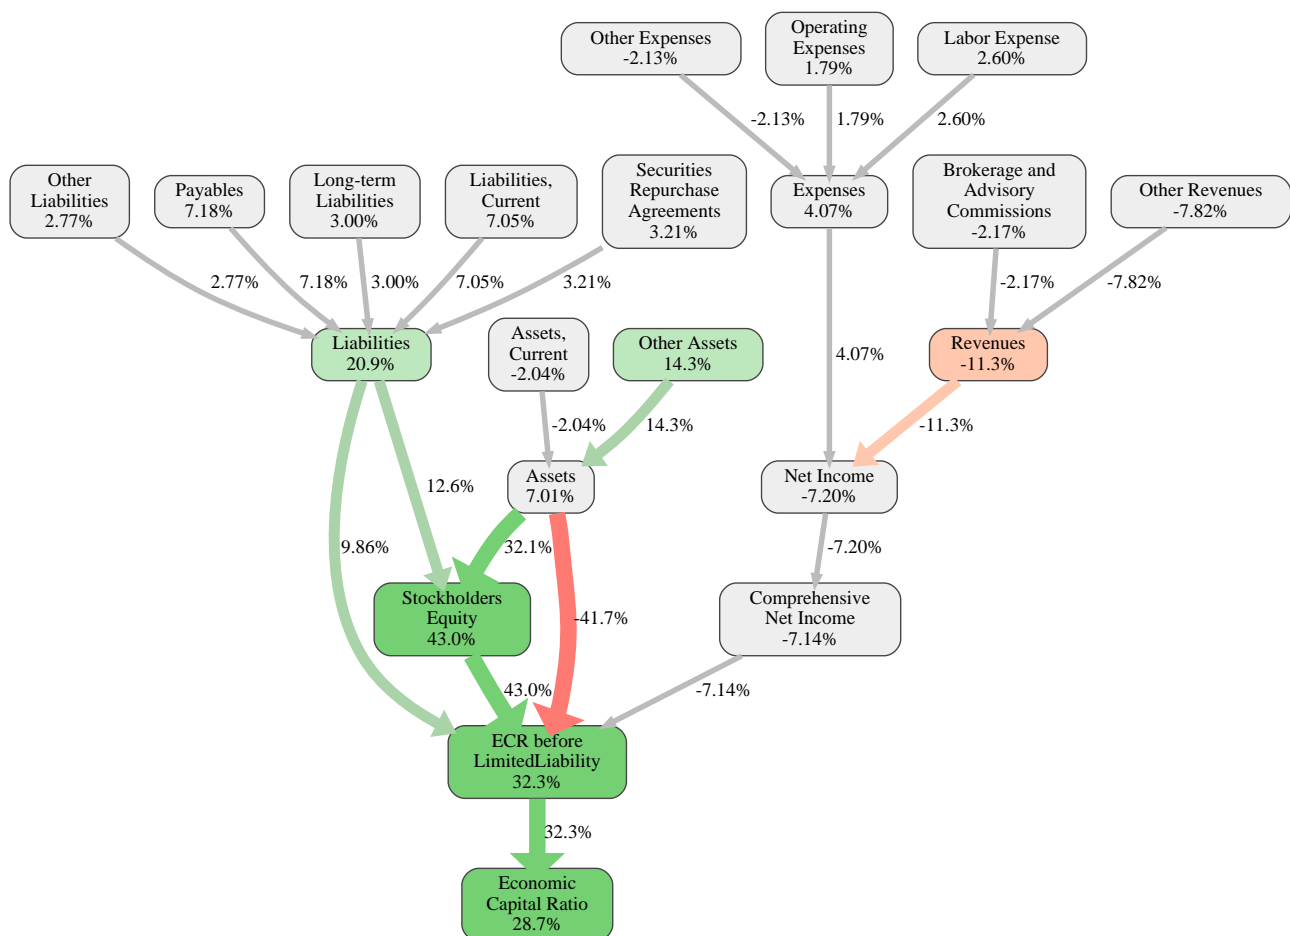 Other Expenses
-2.13%
Operating
Expenses
1.79%
Labor Expense
2.60%
-2.13%
1.79%
2.60%
Other
Liabilities
2.77%
Payables
7.18%
Long-term
Liabilities
3.00%
Liabilities,
Current
7.05%
Securities
Repurchase
Agreements
3.21%
Expenses
4.07%
Brokerage and
Advisory
Commissions
-2.17%
Other Revenues
-7.82%
2.77%
7.18%
3.00%
7.05%
3.21%
-2.17%
-7.82%
Liabilities
20.9%
Assets,
Current
-2.04%
Other Assets
14.3%
4.07%
Revenues
-11.3%
-2.04%
14.3%
-11.3%
12.6%
Assets
7.01%
Net Income
-7.20%
9.86%
32.1%
-7.20%
Stockholders
Equity
43.0%
-41.7%
Comprehensive
Net Income
-7.14%
43.0%
-7.14%
ECR before
LimitedLiability
32.3%
32.3%
Economic
Capital Ratio
28.7%